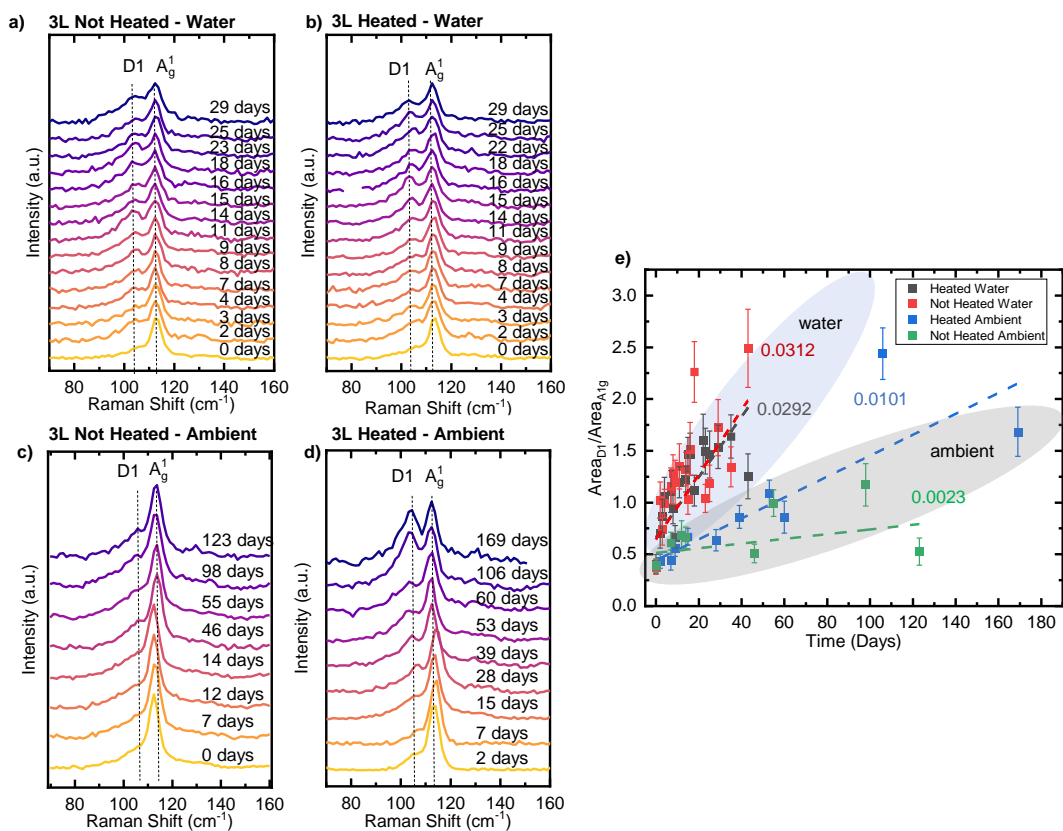 a) 3L Not Heated - Water
D1 A¹g
29 days
25 days
23 days
18 days
16 days
15 days
14 days
11 days
9 days
8 days
7 days
4 days
3 days
2 days
0 days
Intensity (a.u.)
80 100 120 140 160
Raman Shift (cm⁻¹)
b) 3L Heated - Water
D1 A¹g
29 days
25 days
22 days
18 days
16 days
15 days
14 days
11 days
9 days
8 days
7 days
4 days
3 days
2 days
0 days
Intensity (a.u.)
80 100 120 140 160
Raman Shift (cm⁻¹)
c) 3L Not Heated - Ambient
D1 A¹g
123 days
98 days
55 days
46 days
14 days
12 days
7 days
0 days
Intensity (a.u.)
80 100 120 140 160
Raman Shift (cm⁻¹)
d) 3L Heated - Ambient
D1 A¹g
169 days
106 days
60 days
53 days
39 days
28 days
15 days
7 days
2 days
Intensity (a.u.)
80 100 120 140 160
Raman Shift (cm⁻¹)
e)
Heated Water
Not Heated Water
Heated Ambient
Not Heated Ambient
water
0.0312
0.0292
0.0101
ambient
0.0023
3.0
2.5
2.0
1.5
1.0
0.5
0.0
Area_D1/Area_A1g
0 20 40 60 80 100 120 140 160 180
Time (Days)